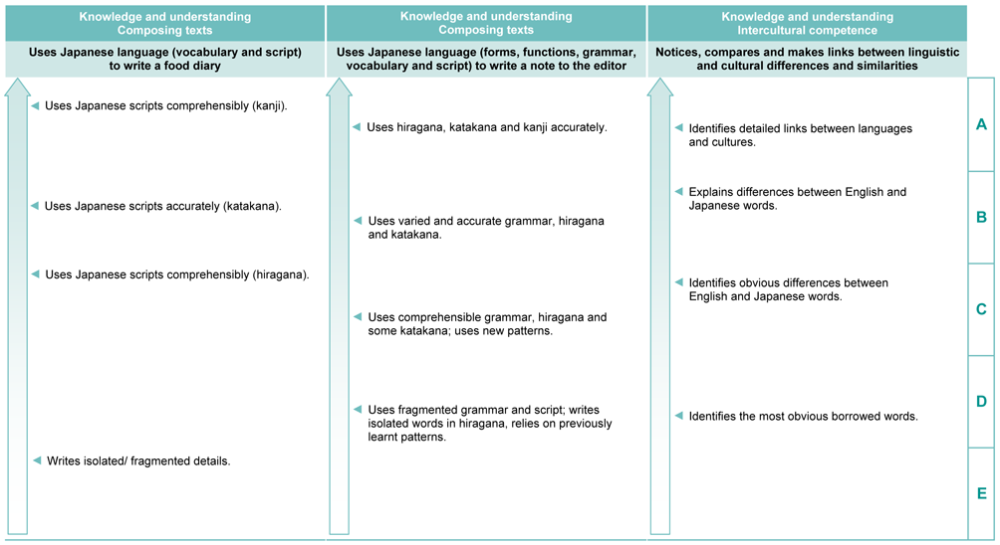 Knowledge and understanding
Composing texts
Uses Japanese language (vocabulary and script)
to write a food diary
Uses Japanese scripts comprehensibly (kanji).
Uses Japanese scripts accurately (katakana).
Uses Japanese scripts comprehensibly (hiragana).
Writes isolated/ fragmented details.
Knowledge and understanding
Composing texts
Uses Japanese language (forms, functions, grammar,
vocabulary and script) to write a note to the editor
Uses hiragana, katakana and kanji accurately.
Uses varied and accurate grammar, hiragana
and katakana.
Uses comprehensible grammar, hiragana and
some katakana; uses new patterns.
Uses fragmented grammar and script; writes
isolated words in hiragana, relies on previously
learnt patterns.
Knowledge and understanding
Intercultural competence
Notices, compares and makes links between linguistic
and cultural differences and similarities
Identifies detailed links between languages
and cultures.
Explains differences between English and
Japanese words.
Identifies obvious differences between
English and Japanese words.
Identifies the most obvious borrowed words.
A
B
C
D
E